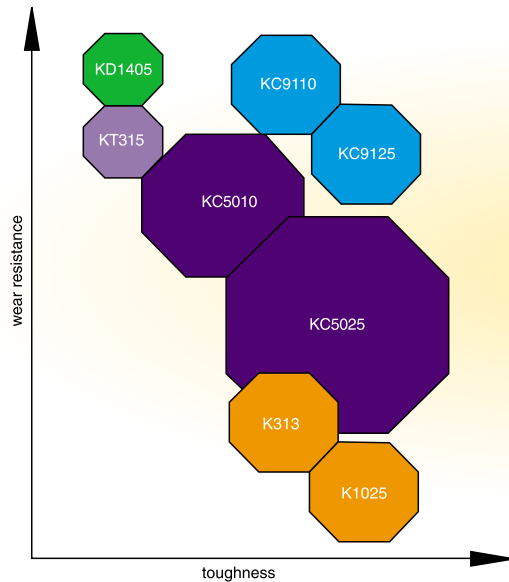 KD1405
KC9110
KT315
KC9125
KC5010
wear resistance
KC5025
K313
K1025
toughness